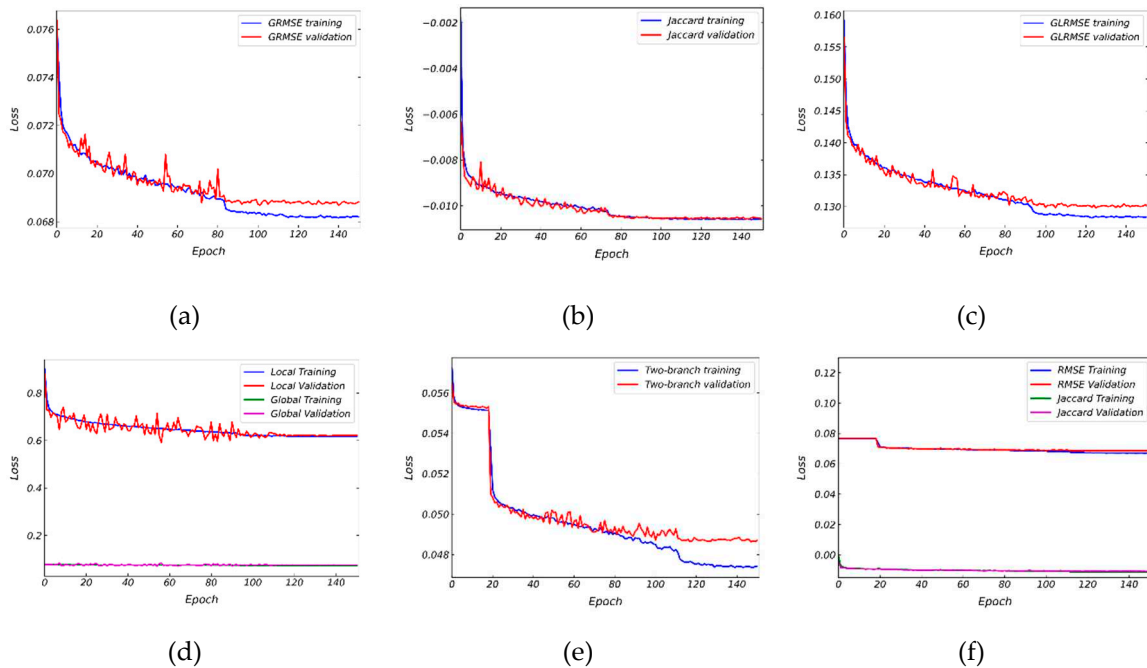 GRMSE training
GRMSE validation
0.076
0.074
0.072
0.070
0.068
Loss
0 20 40 60 80 100 120 140
Epoch
(a)
Jaccard training
Jaccard validation
−0.002
−0.004
−0.006
−0.008
−0.010
Loss
0 20 40 60 80 100 120 140
Epoch
(b)
GLRMSE training
GLRMSE validation
0.160
0.155
0.150
0.145
0.140
0.135
0.130
Loss
0 20 40 60 80 100 120 140
Epoch
(c)
Local Training
Local Validation
Global Training
Global Validation
0.8
0.6
0.4
0.2
Loss
0 20 40 60 80 100 120 140
Epoch
(d)
Two-branch training
Two-branch validation
0.056
0.054
0.052
0.050
0.048
Loss
0 20 40 60 80 100 120 140
Epoch
(e)
RMSE Training
RMSE Validation
Jaccard Training
Jaccard Validation
0.12
0.10
0.08
0.06
0.04
0.02
0.00
Loss
0 20 40 60 80 100 120 140
Epoch
(f)